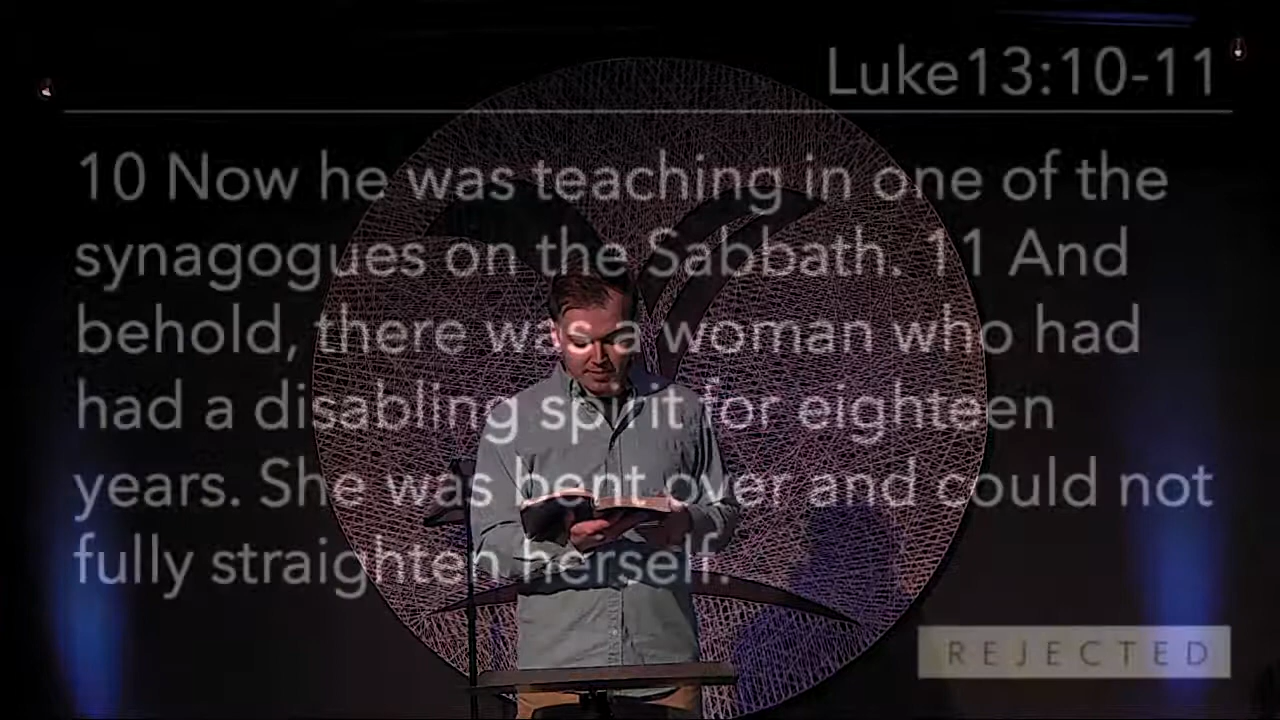 Luke13:10-11
10 Now he was teaching in one of the
synagogues on the Sabbath. 11 And
behold, there was a woman who had
had a disabling spirit for eighteen
years. She was bent over and could not
fully straighten herself.
REJECTED